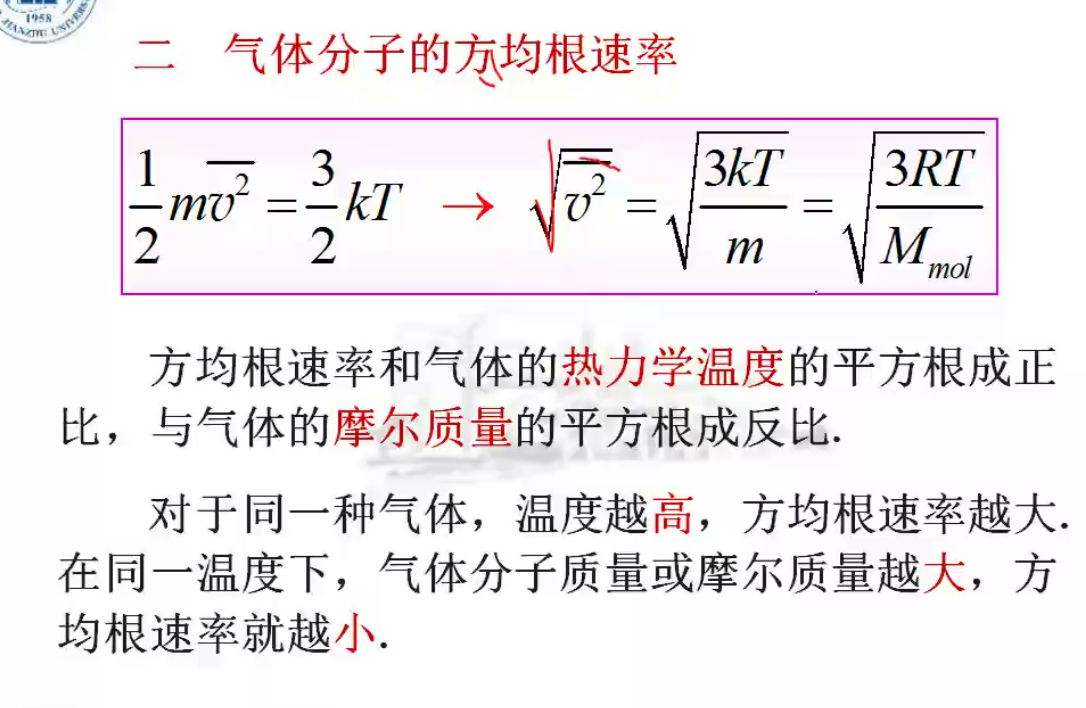 1958
JIANZHU UNIVERSITY
二 气体分子的方均根速率
\frac{1}{2}m\overline{v^2}=\frac{3}{2}kT → \sqrt{\overline{v^2}}=\sqrt{\frac{3kT}{m}}=\sqrt{\frac{3RT}{M_{mol}}}
方均根速率和气体的热力学温度的平方根成正
比，与气体的摩尔质量的平方根成反比.
对于同一种气体，温度越高，方均根速率越大.
在同一温度下，气体分子质量或摩尔质量越大，方
均根速率就越小.